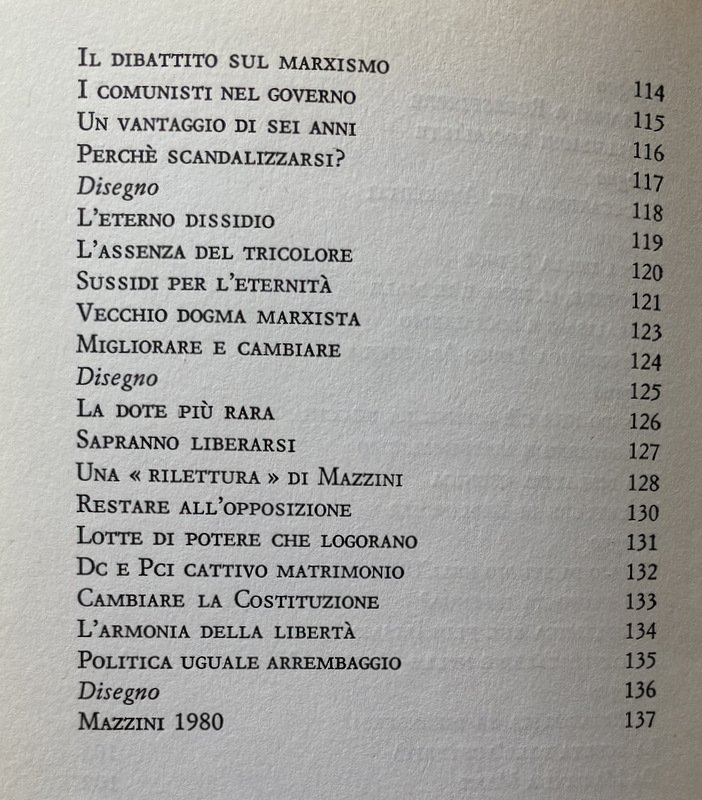 IL DIBATTITO SUL MARXISMO 114
I COMUNISTI NEL GOVERNO 115
UN VANTAGGIO DI SEI ANNI 116
PERCHÈ SCANDALIZZARSI? 117
Disegno 118
L'ETERNO DISSIDIO 119
L'ASSENZA DEL TRICOLORE 120
SUSSIDI PER L'ETERNITÀ 121
VECCHIO DOGMA MARXISTA 123
MIGLIORARE E CAMBIARE 124
Disegno 125
LA DOTE PIÙ RARA 126
SAPRANNO LIBERARSI 127
UNA « RILETTURA » DI MAZZINI 128
RESTARE ALL'OPPOSIZIONE 130
LOTTE DI POTERE CHE LOGORANO 131
DC E PCI CATTIVO MATRIMONIO 132
CAMBIARE LA COSTITUZIONE 133
L'ARMONIA DELLA LIBERTÀ 134
POLITICA UGUALE ARREMBAGGIO 135
Disegno 136
MAZZINI 1980 137